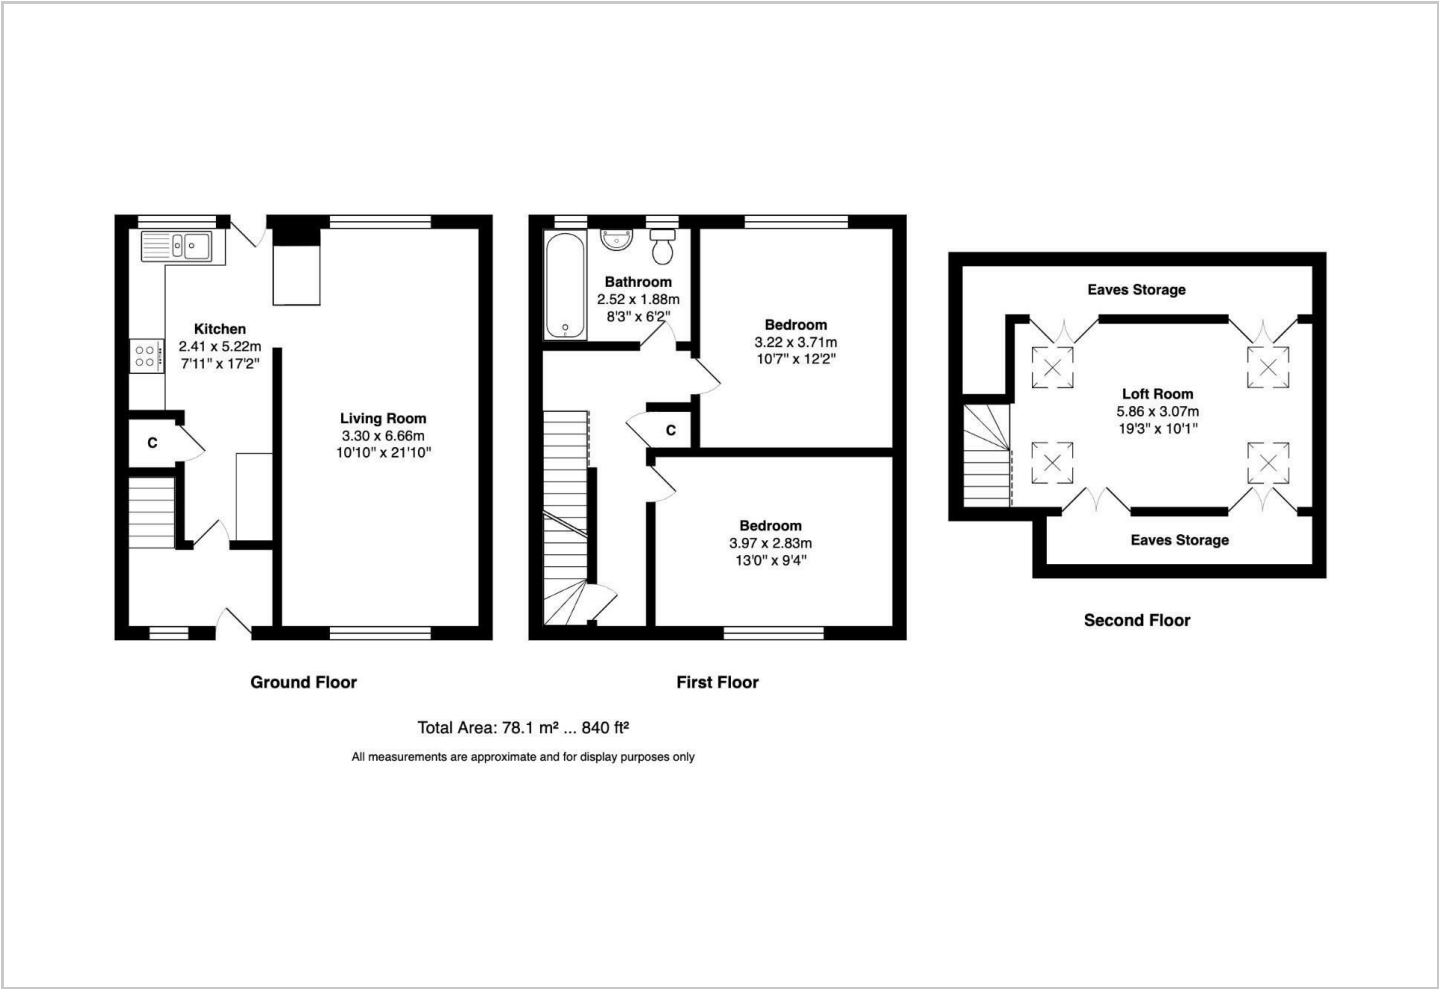 Kitchen
2.41 x 5.22m
7'11" x 17'2"
C
Living Room
3.30 x 6.66m
10'10" x 21'10"
Ground Floor
Bathroom
2.52 x 1.88m
8'3" x 6'2"
Bedroom
3.22 x 3.71m
10'7" x 12'2"
C
Bedroom
3.97 x 2.83m
13'0" x 9'4"
First Floor
Eaves Storage
Loft Room
5.86 x 3.07m
19'3" x 10'1"
Eaves Storage
Second Floor
Total Area: 78.1 m² ... 840 ft²
All measurements are approximate and for display purposes only